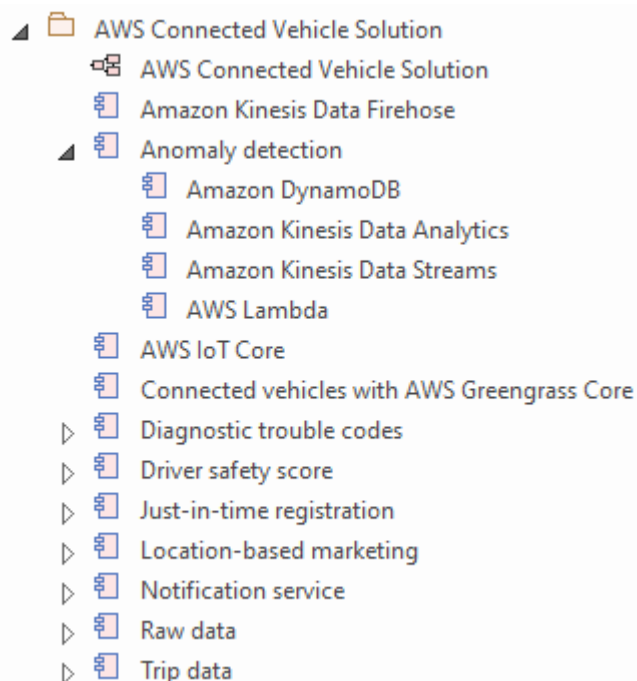 AWS Connected Vehicle Solution
AWS Connected Vehicle Solution
Amazon Kinesis Data Firehose
Anomaly detection
Amazon DynamoDB
Amazon Kinesis Data Analytics
Amazon Kinesis Data Streams
AWS Lambda
AWS IoT Core
Connected vehicles with AWS Greengrass Core
Diagnostic trouble codes
Driver safety score
Just-in-time registration
Location-based marketing
Notification service
Raw data
Trip data